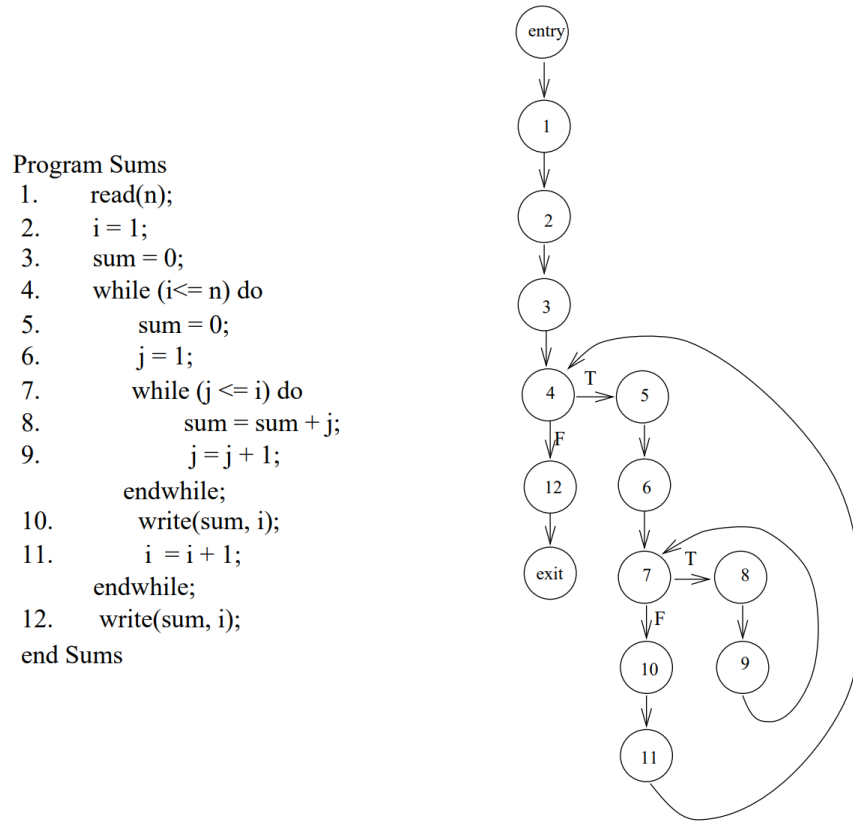 Program Sums
1. read(n);
2. i = 1;
3. sum = 0;
4. while (i<= n) do
5. sum = 0;
6. j = 1;
7. while (j <= i) do
8. sum = sum + j;
9. j = j + 1;
endwhile;
10. write(sum, i);
11. i = i + 1;
endwhile;
12. write(sum, i);
end Sums
entry
1
2
3
4 T 5
F
12 6
exit 7 T 8
F
10 9
11